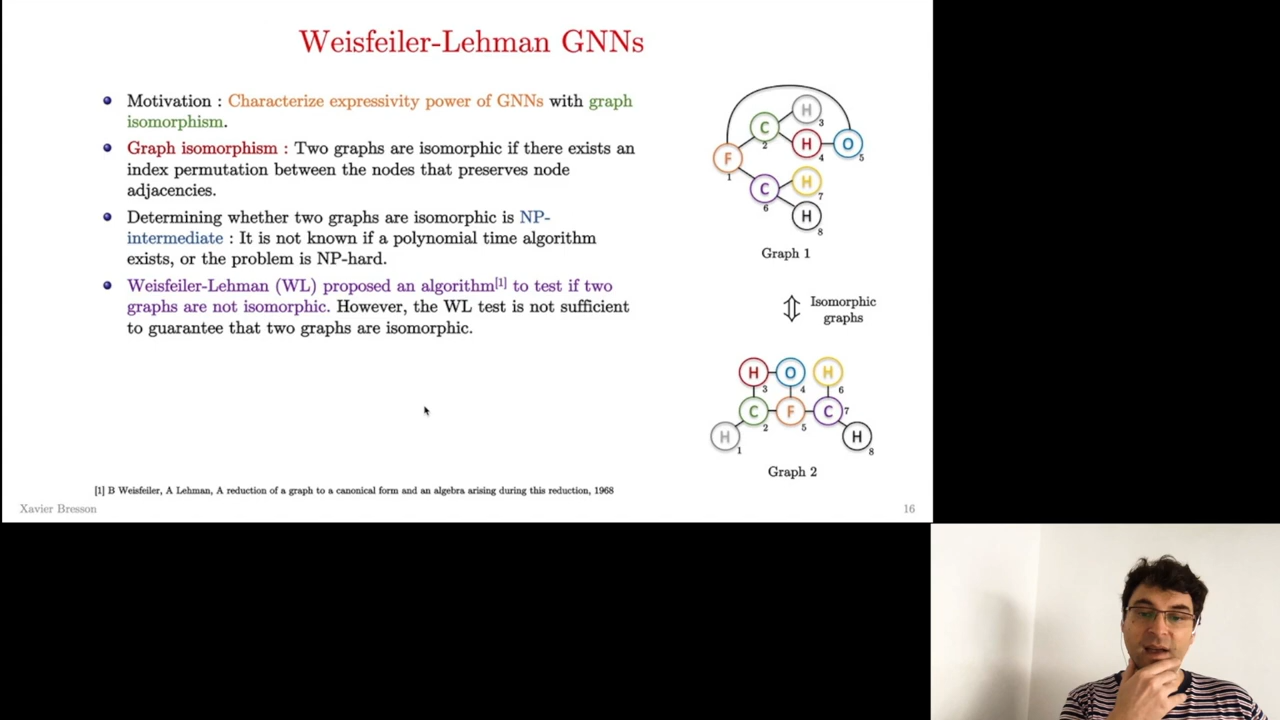 Weisfeiler-Lehman GNNs
Motivation : Characterize expressivity power of GNNs with graph
isomorphism.
Graph isomorphism : Two graphs are isomorphic if there exists an
index permutation between the nodes that preserves node
adjacencies.
Determining whether two graphs are isomorphic is NP-
intermediate : It is not known if a polynomial time algorithm
exists, or the problem is NP-hard.
Weisfeiler-Lehman (WL) proposed an algorithm[1] to test if two
graphs are not isomorphic. However, the WL test is not sufficient
to guarantee that two graphs are isomorphic.
H
3
C
2
H
4
O
5
F
1
H
7
C
6
H
8
Graph 1
Isomorphic
graphs
H
3
O
4
H
6
C
2
F
5
C
7
H
1
H
8
Graph 2
[1] B Weisfeiler, A Lehman, A reduction of a graph to a canonical form and an algebra arising during this reduction, 1968
Xavier Bresson
16